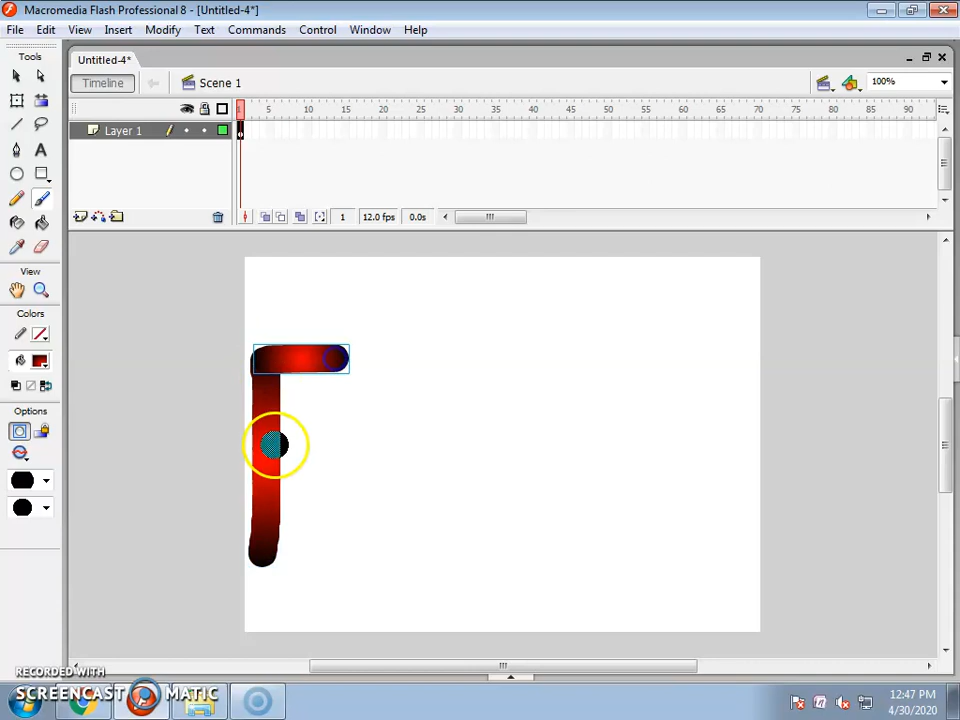 Macromedia Flash Professional 8 - [Untitled-4*]
File Edit View Insert Modify Text Commands Control Window Help
Tools
Untitled-4*
Timeline Scene 1 100%
1 5 10 15 20 25 30 35 40 45 50 55 60 65 70 75 80 85 90
Layer 1
1 12.0 fps 0.0s
View
Colors
Options
RECORDED WITH
SCREENCAST MATIC
12:47 PM
4/30/2020